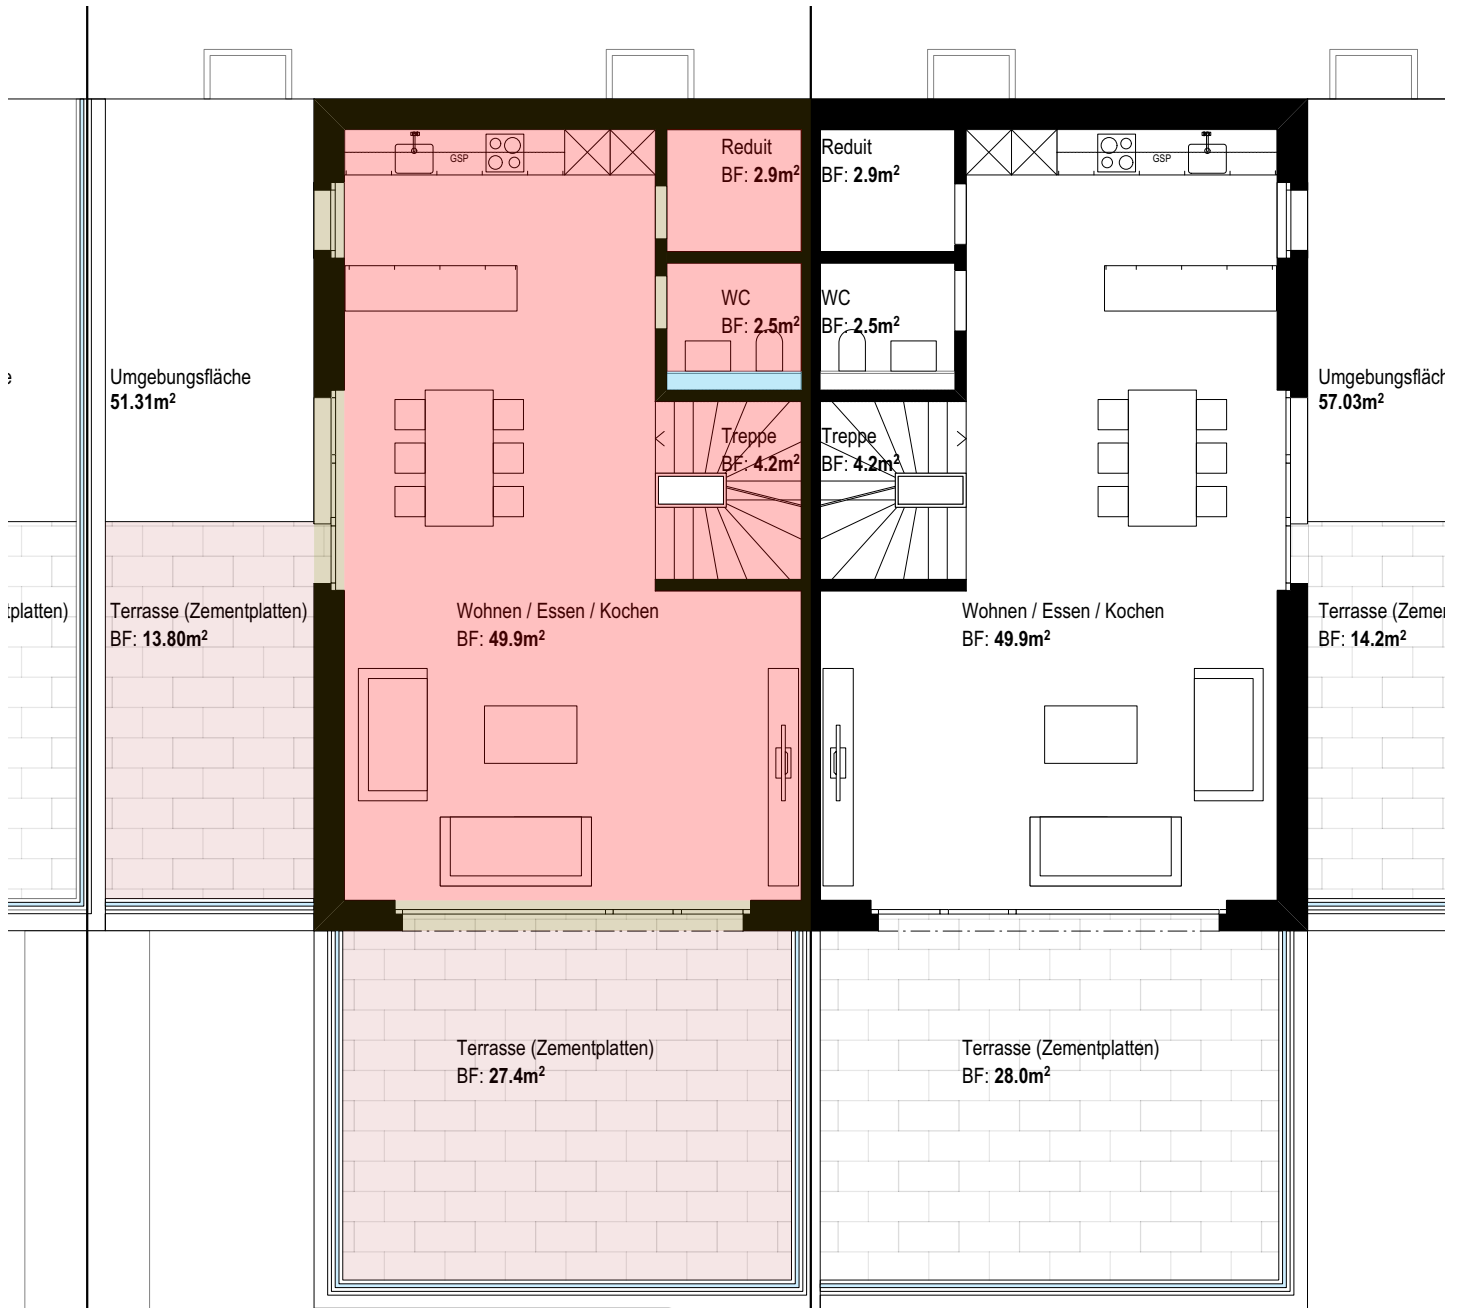 GSP
Reduit
BF: 2.9m²
Reduit
BF: 2.9m²
GSP
WC
BF: 2.5m²
WC
BF: 2.5m²
Umgebungsfläche
51.31m²
Umgebungsfläch
57.03m²
Treppe
BF: 4.2m²
Treppe
BF: 4.2m²
platten)
Terrasse (Zementplatten)
BF: 13.80m²
Wohnen / Essen / Kochen
BF: 49.9m²
Wohnen / Essen / Kochen
BF: 49.9m²
Terrasse (Zemen
BF: 14.2m²
Terrasse (Zementplatten)
BF: 27.4m²
Terrasse (Zementplatten)
BF: 28.0m²